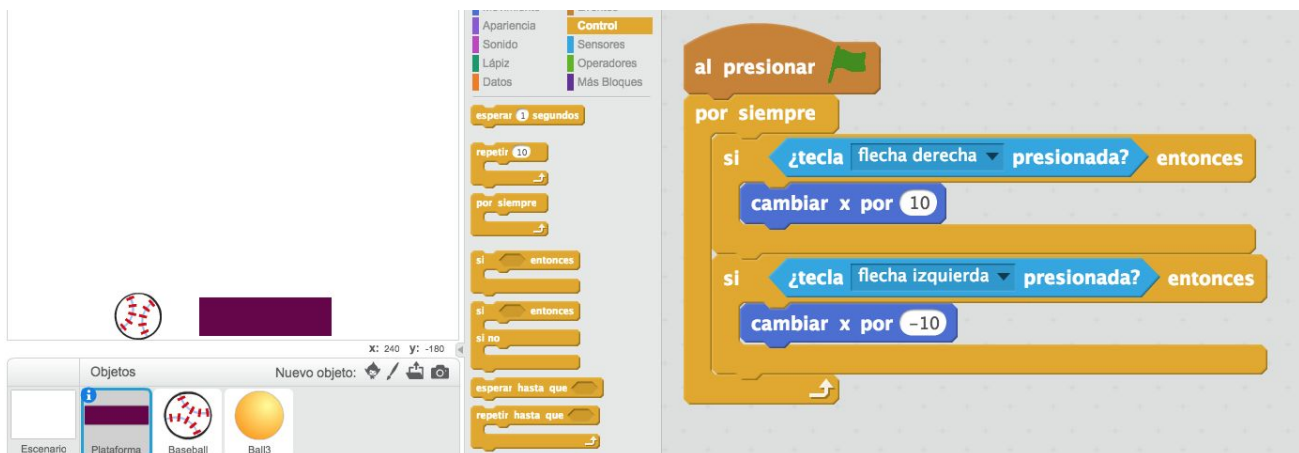 Apariencia
Control
Sonido
Sensores
Lápiz
Operadores
Datos
Más Bloques
esperar 1 segundos
repetir 10
por siempre
si entonces
si entonces
si no
esperar hasta que
repetir hasta que
al presionar
por siempre
si ¿tecla flecha derecha presionada? entonces
cambiar x por 10
si ¿tecla flecha izquierda presionada? entonces
cambiar x por -10
x: 240 y: -180
Objetos
Nuevo objeto:
Escenario
Plataforma
Baseball
Ball3